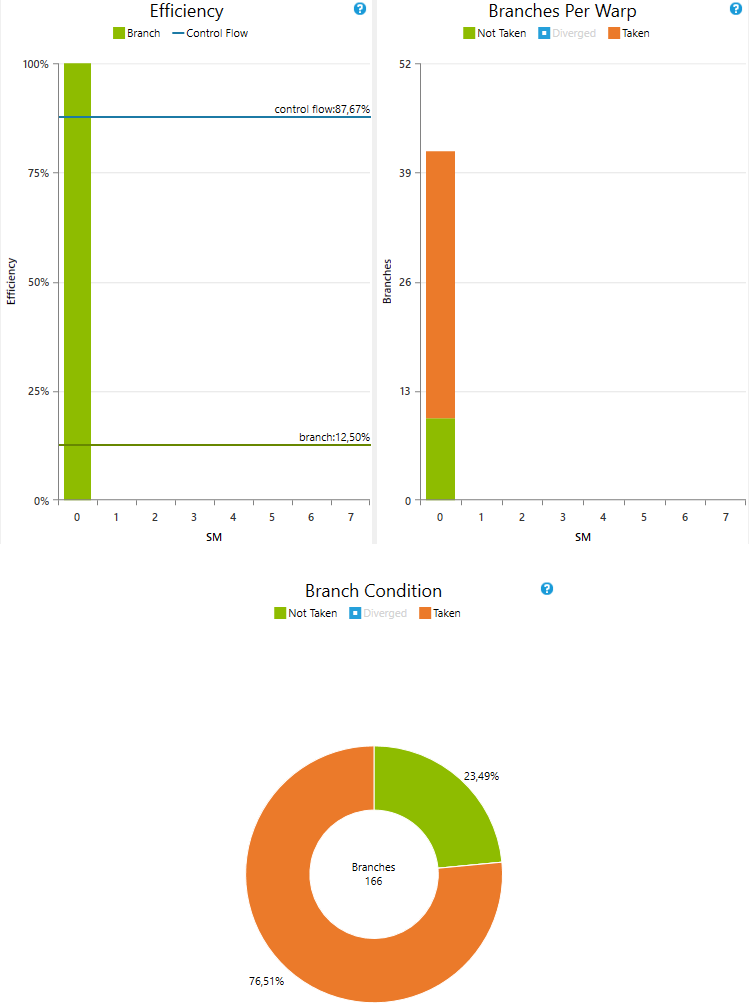 Efficiency
?
Branch
Control Flow
100%
75%
50%
25%
0%
Efficiency
control flow:87,67%
branch:12,50%
0 1 2 3 4 5 6 7
SM
Branches Per Warp
?
Not Taken
Diverged
Taken
52
39
26
13
0
Branches
0 1 2 3 4 5 6 7
SM
Branch Condition
?
Not Taken
Diverged
Taken
23,49%
Branches
166
76,51%